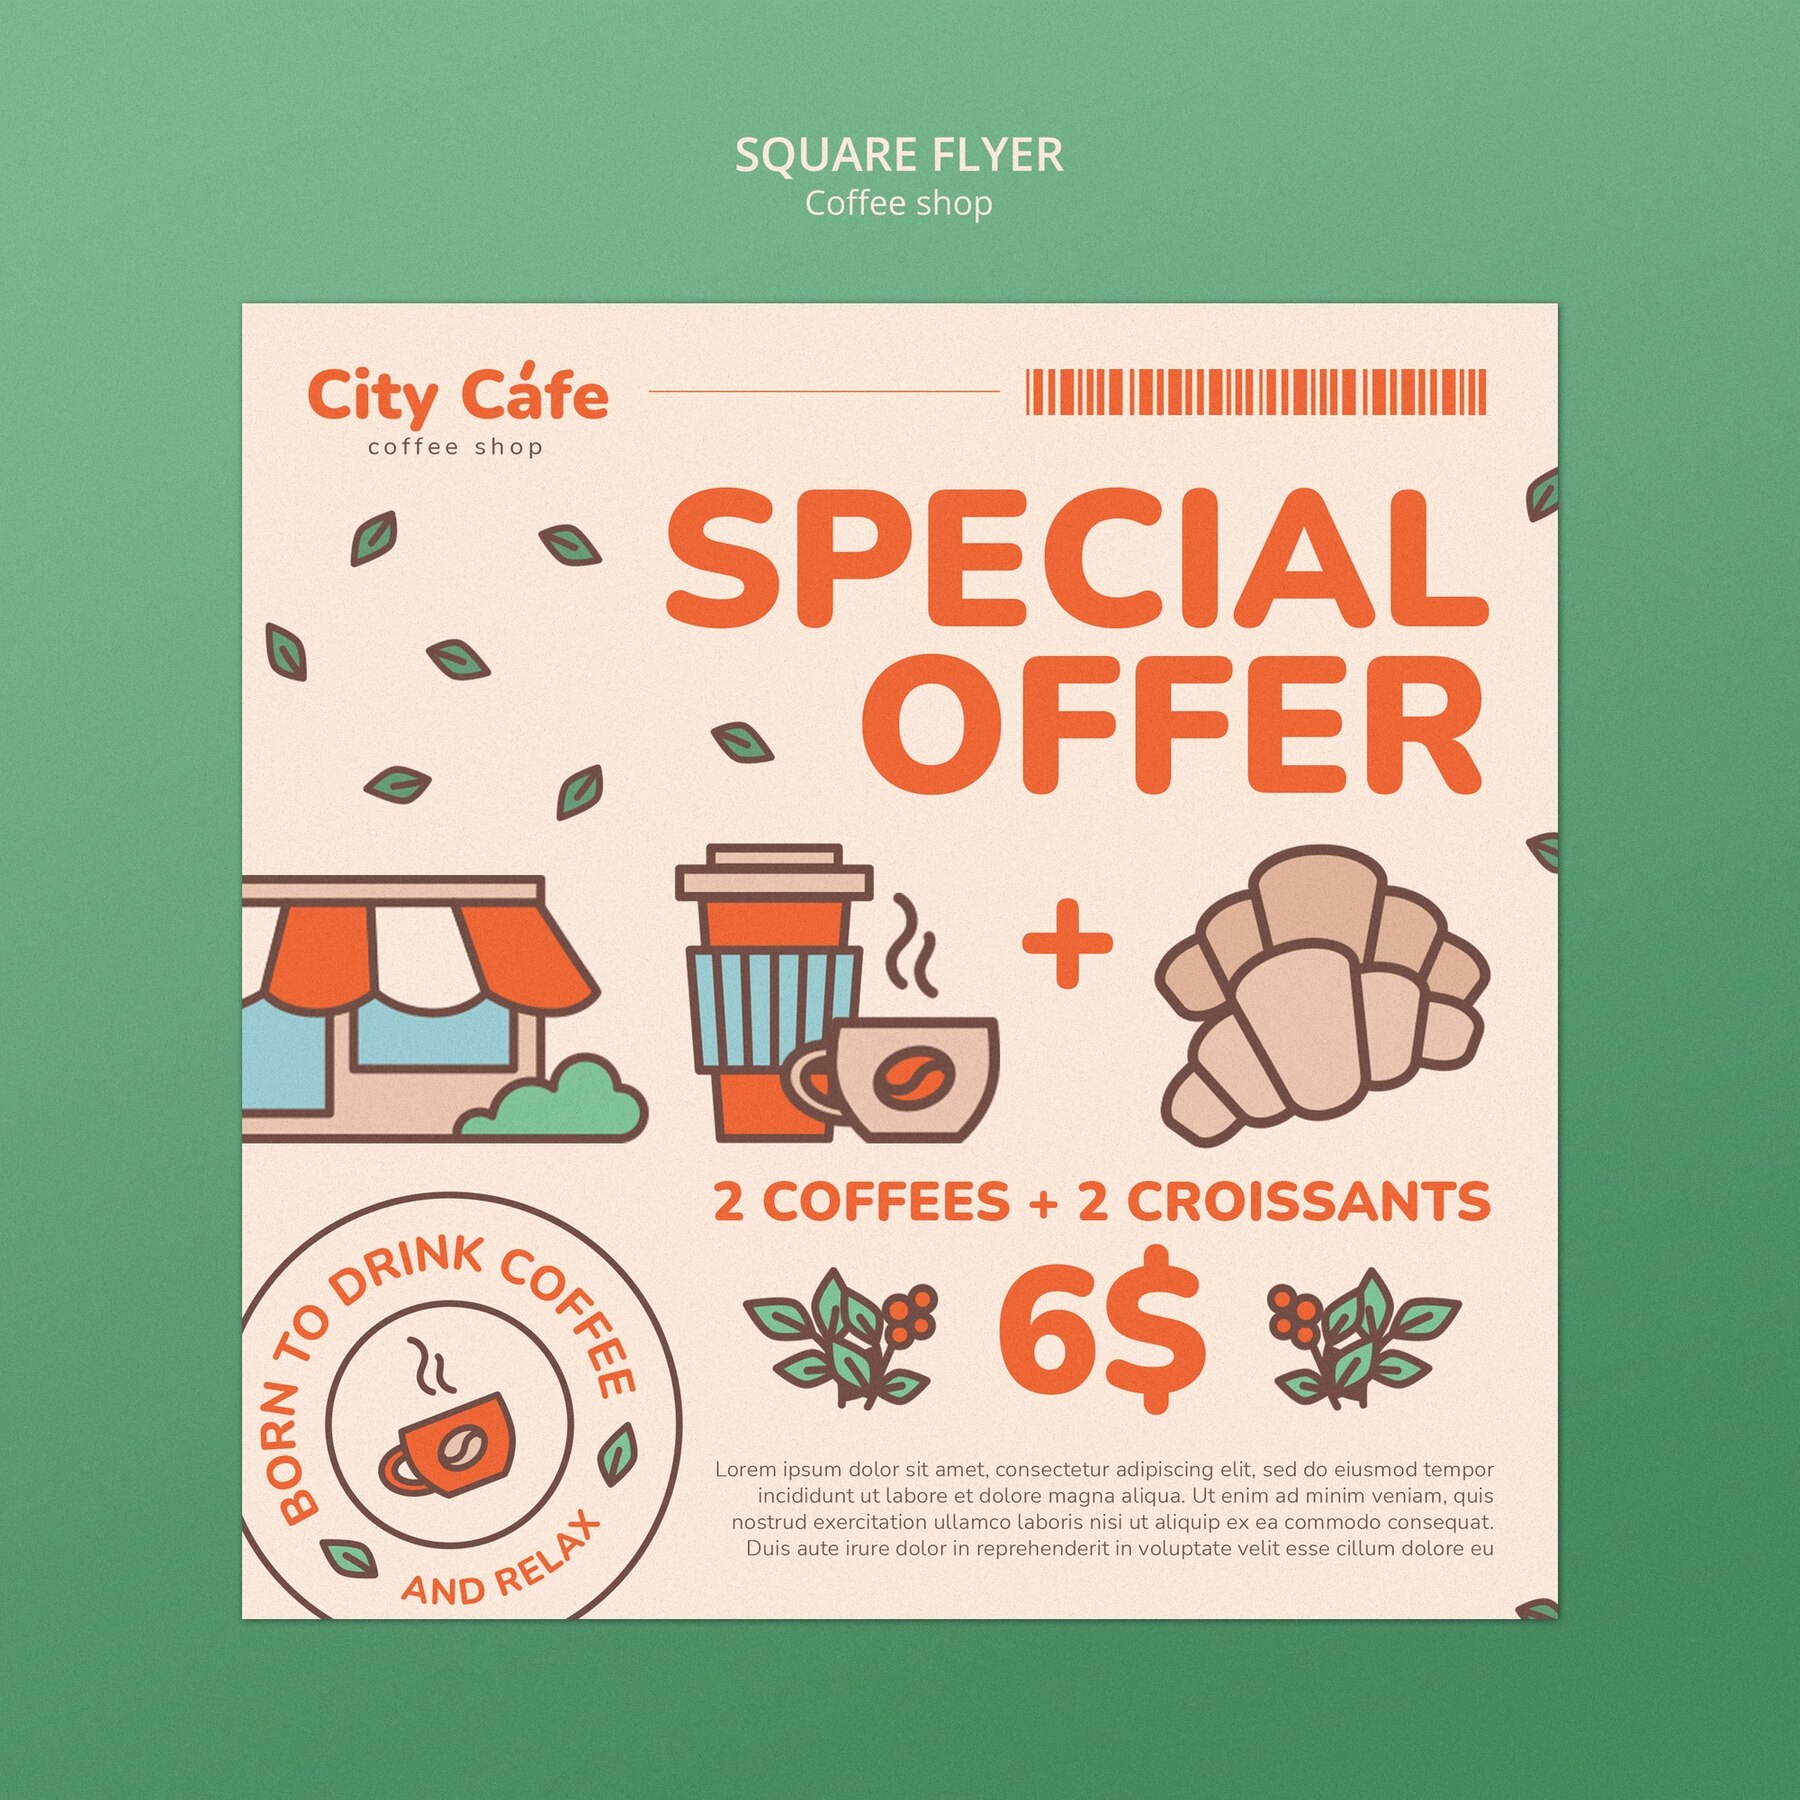 SQUARE FLYER
Coffee shop
City Cáfe
coffee shop
SPECIAL
OFFER
2 COFFEES + 2 CROISSANTS
6$
BORN TO DRINK COFFEE
AND RELAX
Lorem ipsum dolor sit amet, consectetur adipiscing elit, sed do eiusmod tempor
incididunt ut labore et dolore magna aliqua. Ut enim ad minim veniam, quis
nostrud exercitation ullamco laboris nisi ut aliquip ex ea commodo consequat.
Duis aute irure dolor in reprehenderit in voluptate velit esse cillum dolore eu